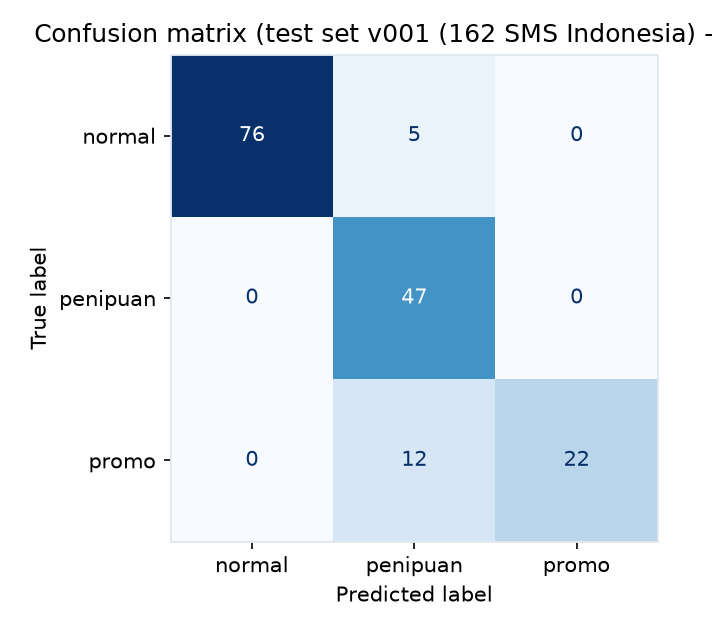 Confusion matrix (test set v001 (162 SMS Indonesia) -
normal 76 5 0
penipuan 0 47 0
promo 0 12 22
True label
normal penipuan promo
Predicted label